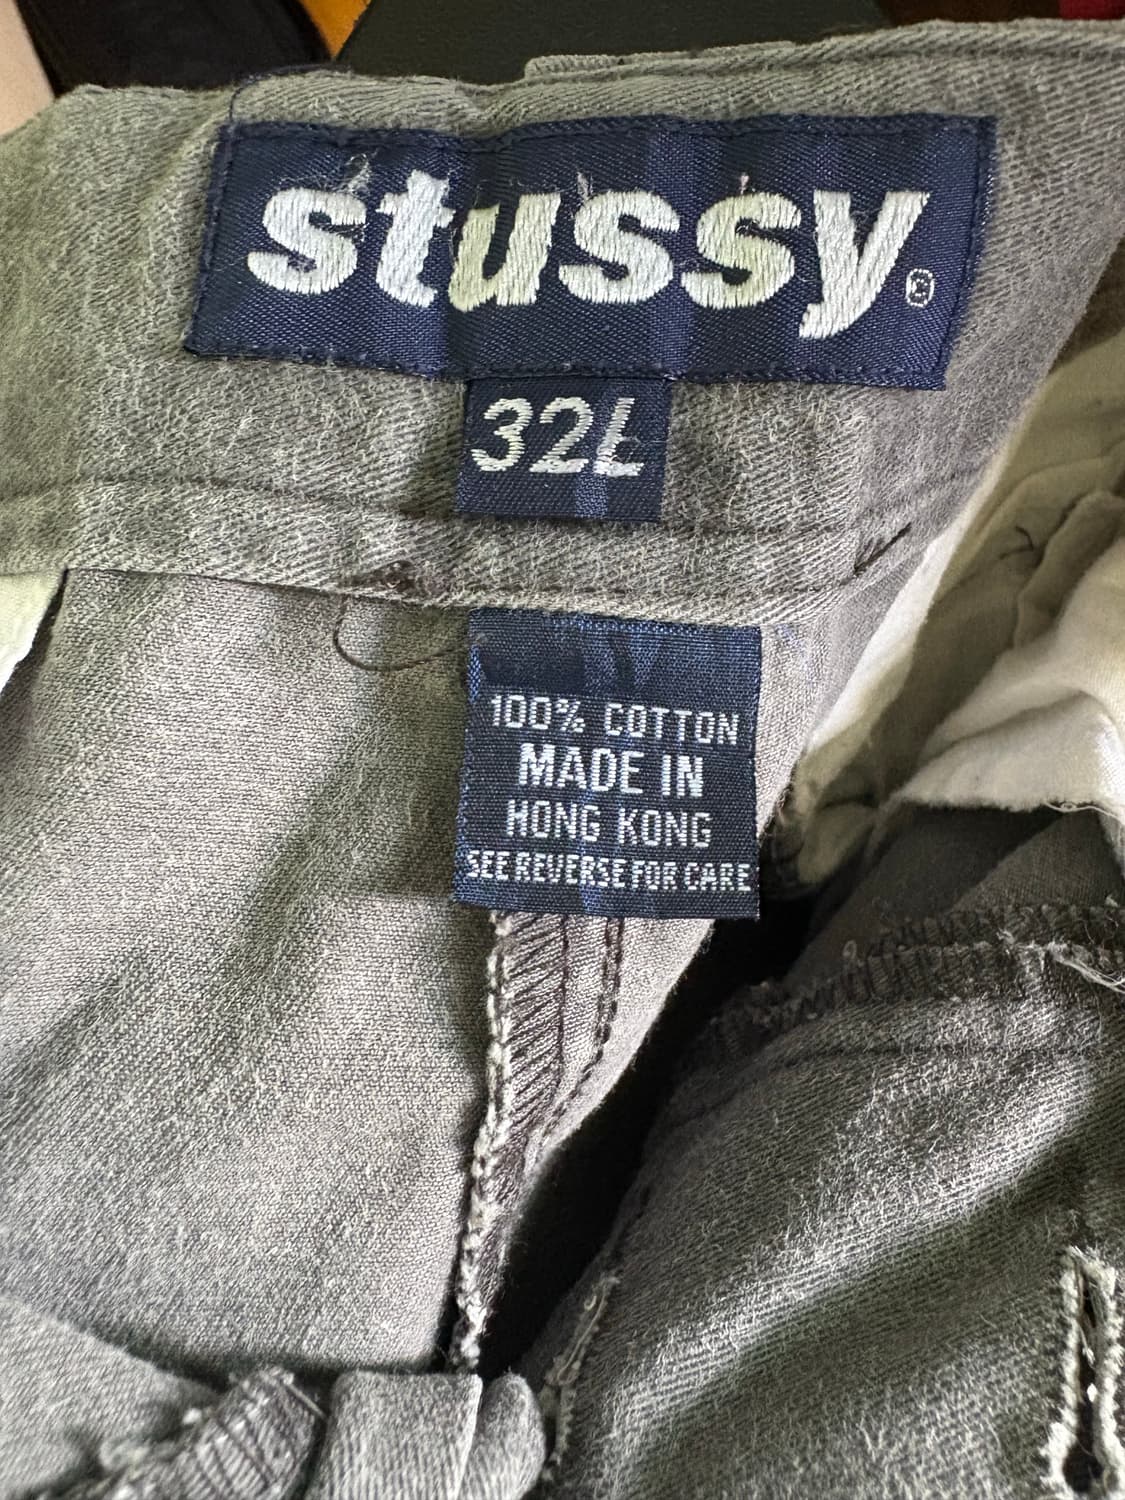 stussy©
32L
100% COTTON
MADE IN
HONG KONG
SEE REVERSE FOR CARE